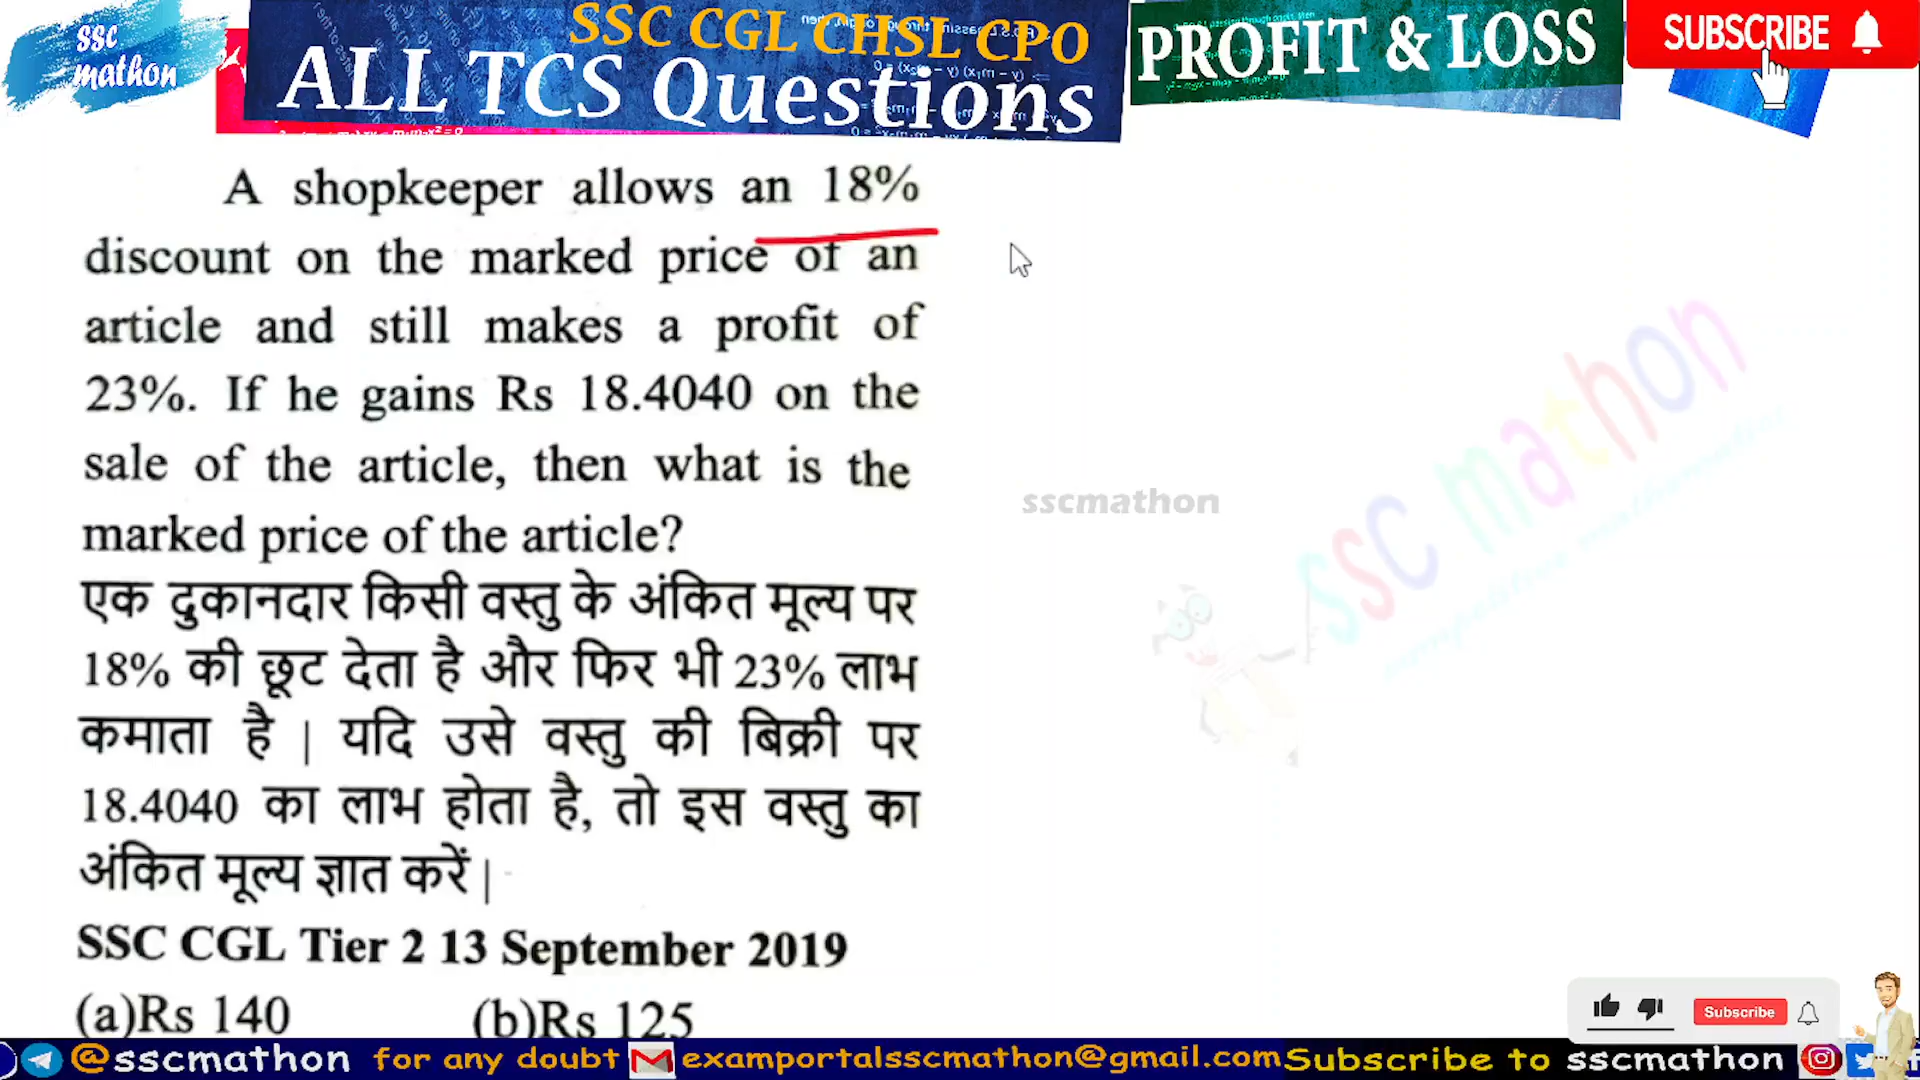 ssc
mathon
SSC CGL CHSL CPO
ALL TCS Questions
PROFIT & LOSS
SUBSCRIBE
A shopkeeper allows an 18%
discount on the marked price of an
article and still makes a profit of
23%. If he gains Rs 18.4040 on the
sale of the article, then what is the
marked price of the article?
एक दुकानदार किसी वस्तु के अंकित मूल्य पर
18% की छूट देता है और फिर भी 23% लाभ
कमाता है | यदि उसे वस्तु की बिक्री पर
18.4040 का लाभ होता है, तो इस वस्तु का
अंकित मूल्य ज्ञात करें |
SSC CGL Tier 2 13 September 2019
(a)Rs 140 (b)Rs 125
sscmathon
ssc mathon
Subscribe
@sscmathon for any doubt examportalsscmathon@gmail.com Subscribe to sscmathon